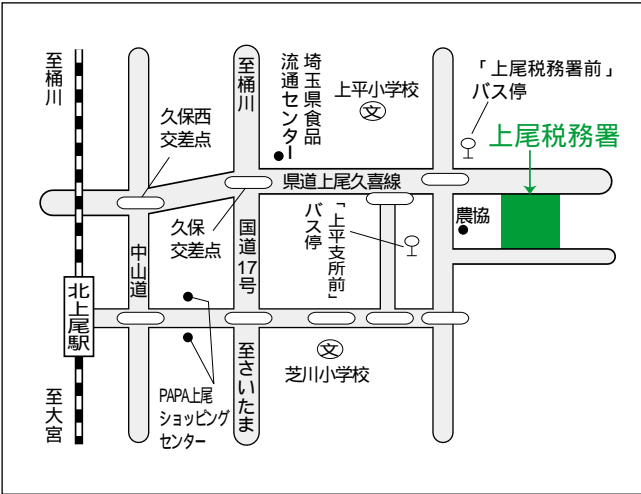 至桶川
久保西
交差点
至桶川
埼玉県食品
流通センター
上平小学校
文
「上尾税務署前」
バス停
上尾税務署
県道上尾久喜線
農協
久保
交差点
国道17号
「上平支所前」
バス停
中山道
北上尾駅
至大宮
PAPA上尾
ショッピング
センター
至さいたま
文
芝川小学校